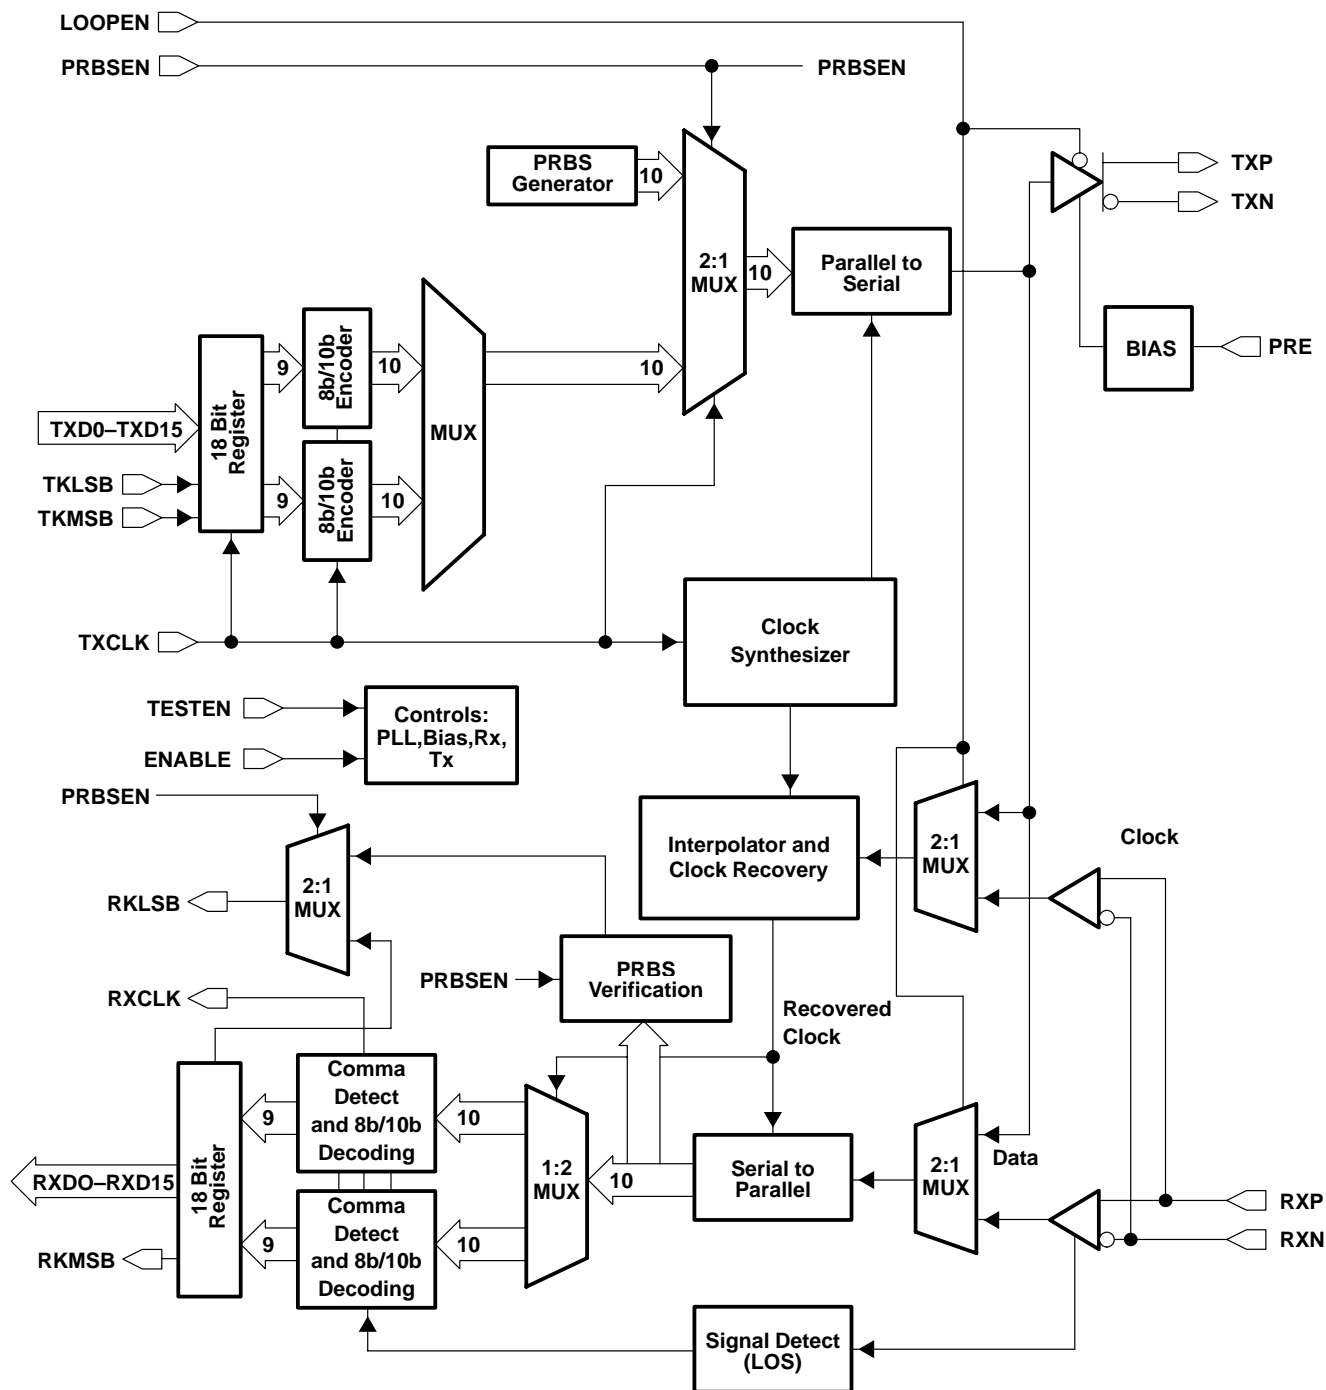 LOOPEN
PRBSEN
PRBSEN
PRBS
Generator
10
TXP
TXN
2:1
MUX
10
Parallel to
Serial
BIAS
PRE
TXD0–TXD15
TKLSB
TKMSB
18 Bit
Register
9
9
8b/10b
Encoder
8b/10b
Encoder
10
10
MUX
10
TXCLK
Clock
Synthesizer
TESTEN
ENABLE
Controls:
PLL,Bias,Rx,
Tx
PRBSEN
2:1
MUX
RKLSB
Interpolator and
Clock Recovery
2:1
MUX
Clock
PRBSEN
PRBS
Verification
RXCLK
Recovered
Clock
18 Bit
Register
9
9
Comma
Detect
and 8b/10b
Decoding
Comma
Detect
and 8b/10b
Decoding
10
10
1:2
MUX
10
Serial to
Parallel
2:1
MUX
Data
RXDO–RXD15
RKMSB
RXP
RXN
Signal Detect
(LOS)